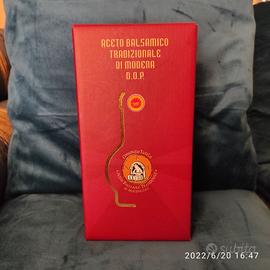 ACETO BALSAMICO
TRADIZIONALE
DI MODENA
D.O.P.
2022/6/20 16:47
subito